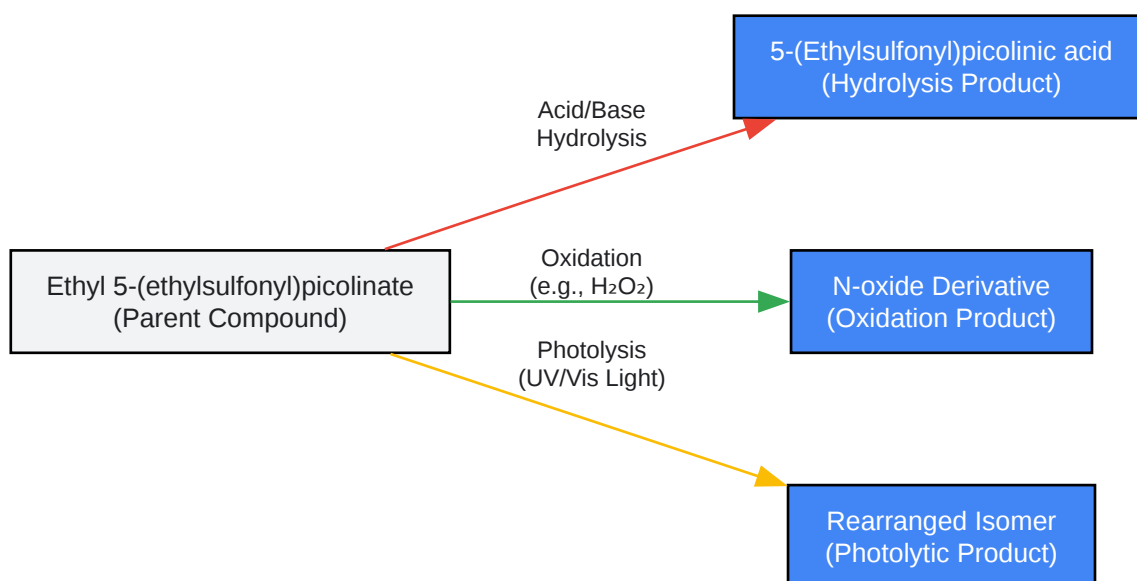 5-(Ethylsulfonyl)picolinic acid
(Hydrolysis Product)
Acid/Base
Hydrolysis
Ethyl 5-(ethylsulfonyl)picolinate
(Parent Compound)
Oxidation
(e.g., H₂O₂)
N-oxide Derivative
(Oxidation Product)
Photolysis
(UV/Vis Light)
Rearranged Isomer
(Photolytic Product)